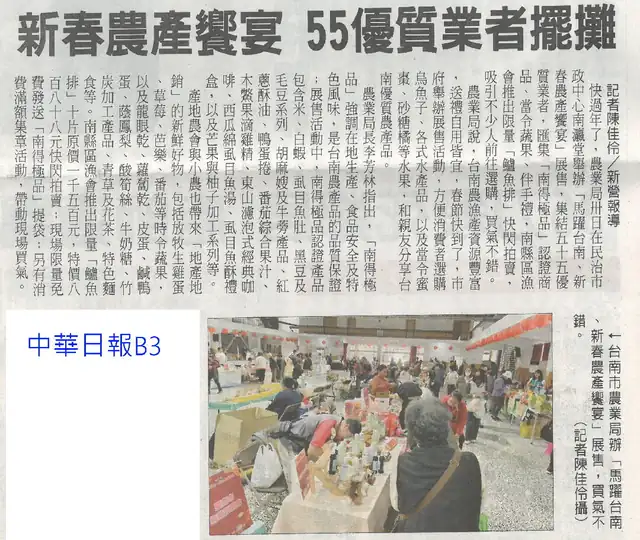 新春農產饗宴 55優質業者擺攤
記者陳佳伶╱新營報導
快過年了,農業局卅日在民治市
政中心南瀛堂舉辦「馬躍台南、新
春農產饗宴」展售,集結五十五優
質業者,匯集「南得極品」認證商
品、當令蔬果、伴手禮,南縣區漁
會推出限量「鱸魚排」快閃拍賣,
吸引不少人前往選購,買氣不錯。
農業局說,台南農漁產資源豐富
,送禮自用皆宜,春節快到了,市
府舉辦展售活動,方便消費者選購
烏魚子、各式水產品,以及當令蜜
棗、砂糖橘等水果,和親友分享台
南優質農產品。
農業局長李芳林指出,「南得極
品」強調在地生產、食品安全及特
色風味,是台南農產品的品質保證
;展售活動中,南得極品認證產品
包含米、白蝦、虱目魚肚、黑豆及
毛豆系列、胡麻嫂及牛蒡產品、紅
蔥酥油、鴨蛋捲、番茄綜合果汁、
木鱉果滴雞精、東山濾泡式經典咖
啡、西瓜綿虱目魚湯、虱目魚酥禮
盒,以及芒果與柚子加工系列等。
產地農會與小農也帶來「產地產
銷」的新鮮好物,包括放牧生雞蛋
、草莓、芭樂、番茄等時令蔬果,
以及龍眼乾、蘿蔔乾、皮蛋、鹹鴨
蛋、蔭鳳梨、酸筍絲、牛奶糖、竹
炭加工產品、青草及花茶、特色麵
食等。南縣區漁會推出限量「鱸魚
排」十片原價一千五百元,特價八
百八十八元快閃拍賣;現場限量免
費發送「南得極品」提袋;另有消
費滿額集章活動,帶動現場買氣。
←台南市農業局辦「馬躍台南
、新春農產饗宴」展售,買氣不
錯。 (記者陳佳伶攝)
中華日報B3